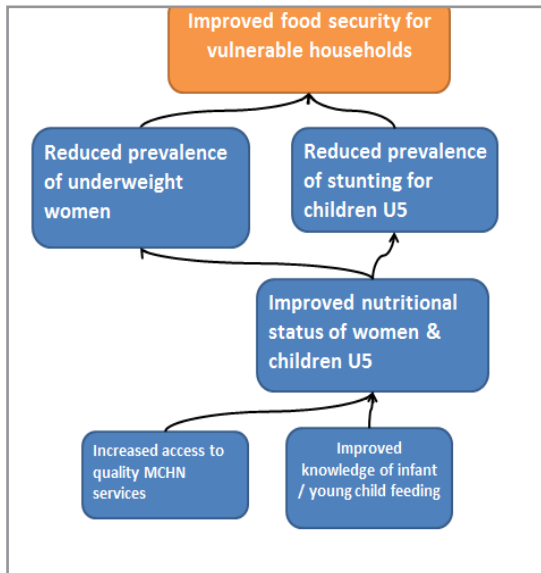 Improved food security for
vulnerable households
Reduced prevalence
of underweight
women
Reduced prevalence
of stunting for
children U5
Improved nutritional
status of women &
children U5
Increased access to
quality MCHN
services
Improved
knowledge of infant
/ young child feeding